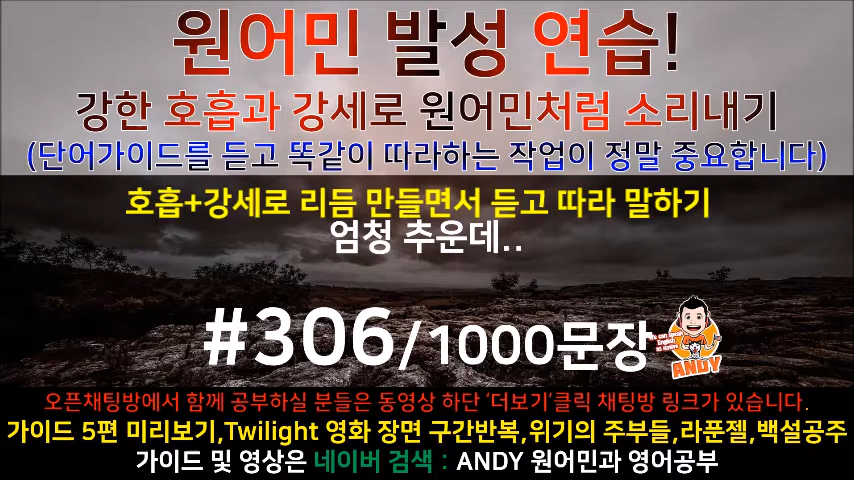 원어민 발성 연습!
강한 호흡과 강세로 원어민처럼 소리내기
(단어가이드를 듣고 똑같이 따라하는 작업이 정말 중요합니다)
호흡+강세로 리듬 만들면서 듣고 따라 말하기
엄청 추운데..
#306/1000문장
We can speak
English
as native
ANDY
오픈채팅방에서 함께 공부하실 분들은 동영상 하단 '더보기'클릭 채팅방 링크가 있습니다.
가이드 5편 미리보기,Twilight 영화 장면 구간반복,위기의 주부들,라푼젤,백설공주
가이드 및 영상은 네이버 검색 : ANDY 원어민과 영어공부